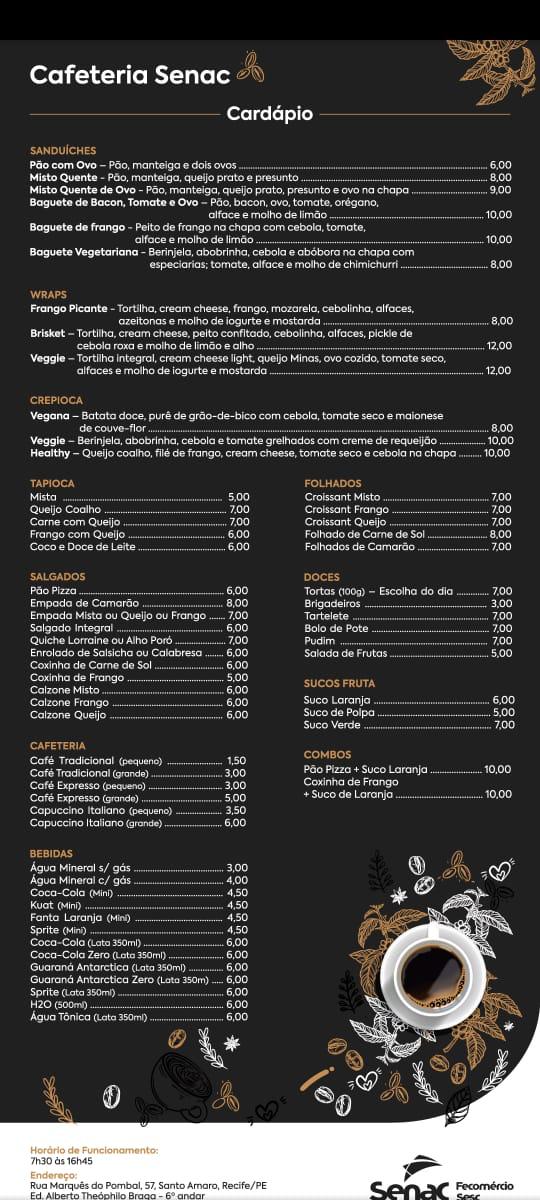 Cafeteria Senac
Cardápio
SANDUÍCHES
Pão com Ovo – Pão, manteiga e dois ovos 6,00
Misto Quente - Pão, manteiga, queijo prato e presunto 8,00
Misto Quente de Ovo - Pão, manteiga, queijo prato, presunto e ovo na chapa 9,00
Baguete de Bacon, Tomate e Ovo – Pão, bacon, ovo, tomate, orégano,
alface e molho de limão 10,00
Baguete de frango - Peito de frango na chapa com cebola, tomate,
alface e molho de limão 10,00
Baguete Vegetariana - Berinjela, abobrinha, cebola e abóbora na chapa com
especiarias; tomate, alface e molho de chimichurri 8,00
WRAPS
Frango Picante - Tortilha, cream cheese, frango, mozarela, cebolinha, alfaces,
azeitonas e molho de iogurte e mostarda 8,00
Brisket – Tortilha, cream cheese, peito confitado, cebolinha, alfaces, pickle de
cebola roxa e molho de limão e alho 12,00
Veggie – Tortilha integral, cream cheese light, queijo Minas, ovo cozido, tomate seco,
alfaces e molho de iogurte e mostarda 12,00
CREPIOCA
Vegana – Batata doce, purê de grão-de-bico com cebola, tomate seco e maionese
de couve-flor 8,00
Veggie – Berinjela, abobrinha, cebola e tomate grelhados com creme de requeijão 10,00
Healthy – Queijo coalho, filé de frango, cream cheese, tomate seco e cebola na chapa 10,00
TAPIOCA
Mista 5,00
Queijo Coalho 7,00
Carne com Queijo 7,00
Frango com Queijo 6,00
Coco e Doce de Leite 6,00
FOLHADOS
Croissant Misto 7,00
Croissant Frango 7,00
Croissant Queijo 7,00
Folhado de Carne de Sol 8,00
Folhados de Camarão 7,00
SALGADOS
Pão Pizza 6,00
Empada de Camarão 8,00
Empada Mista ou Queijo ou Frango 7,00
Salgado Integral 6,00
Quiche Lorraine ou Alho Poró 7,00
Enrolado de Salsicha ou Calabresa 6,00
Coxinha de Carne de Sol 6,00
Coxinha de Frango 5,00
Calzone Misto 6,00
Calzone Frango 6,00
Calzone Queijo 6,00
DOCES
Tortas (100g) – Escolha do dia 7,00
Brigadeiros 3,00
Tartelete 7,00
Bolo de Pote 7,00
Pudim 7,00
Salada de Frutas 5,00
SUCOS FRUTA
Suco Laranja 6,00
Suco de Polpa 5,00
Suco Verde 7,00
COMBOS
Pão Pizza + Suco Laranja 10,00
Coxinha de Frango
+ Suco de Laranja 10,00
CAFETERIA
Café Tradicional (pequeno) 1,50
Café Tradicional (grande) 3,00
Café Expresso (pequeno) 3,00
Café Expresso (grande) 5,00
Capuccino Italiano (pequeno) 3,50
Capuccino Italiano (grande) 6,00
BEBIDAS
Água Mineral s/ gás 3,00
Água Mineral c/ gás 4,00
Coca-Cola (Mini) 4,50
Kuat (Mini) 4,50
Fanta Laranja (Mini) 4,50
Sprite (Mini) 4,50
Coca-Cola (Lata 350ml) 6,00
Coca-Cola Zero (Lata 350ml) 6,00
Guaraná Antarctica (Lata 350ml) 6,00
Guaraná Antarctica Zero (Lata 350m) 6,00
Sprite (Lata 350ml) 6,00
H2O (500ml) 6,00
Água Tônica (Lata 350ml) 6,00
Horário de Funcionamento:
7h30 às 16h45
Endereço:
Rua Marquês do Pombal, 57, Santo Amaro, Recife/PE
Ed. Alberto Theóphilo Braga - 6º andar
Senac
Fecomércio
Sesc